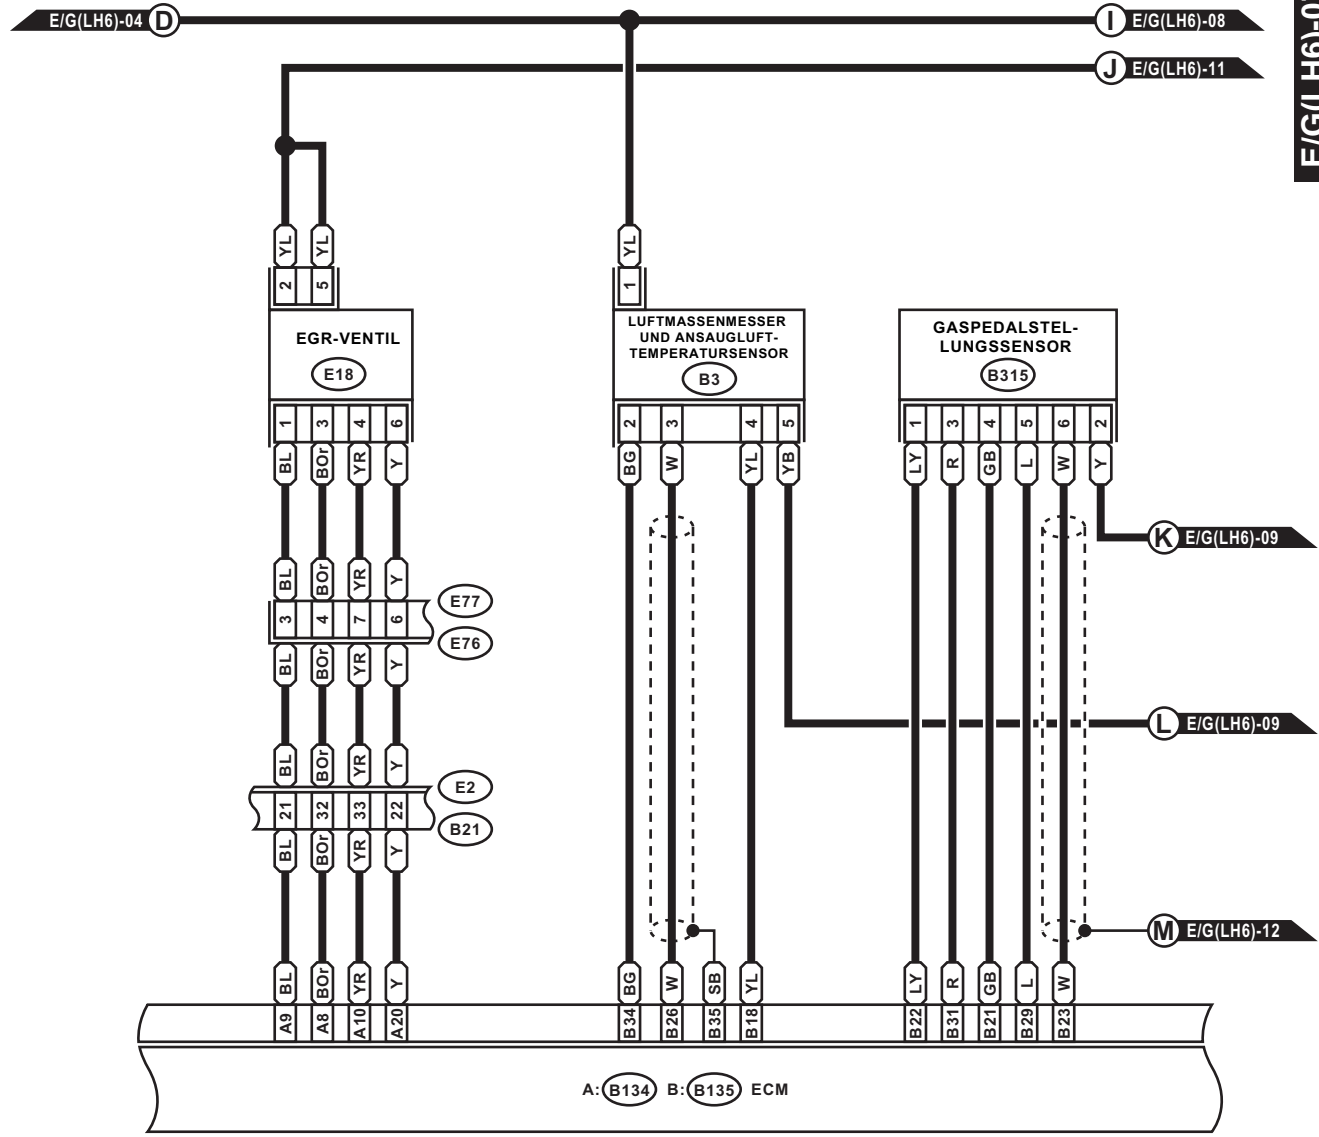 E/G(LH6)-04 D
I E/G(LH6)-08
J E/G(LH6)-11
YL YL YL
2 5 1
EGR-VENTIL
E18
LUFTMASSENMESSER
UND ANSAUGLUFT-
TEMPERATURSENSOR
B3
GASPEDALSTEL-
LUNGSSENSOR
B315
1 3 4 6 2 3 4 5 1 3 4 5 6 2
BL BOr YR Y BG W YL YB LY R GB L W Y
K E/G(LH6)-09
BL BOr YR Y
3 4 7 6
E77
E76
BL BOr YR Y
L E/G(LH6)-09
BL BOr YR Y
21 32 33 22
E2
B21
BL BOr YR Y
M E/G(LH6)-12
BL BOr YR Y BG W SB YL LY R GB L W
A9 A8 A10 A20 B34 B26 B35 B18 B22 B31 B21 B29 B23
A: B134 B: B135 ECM